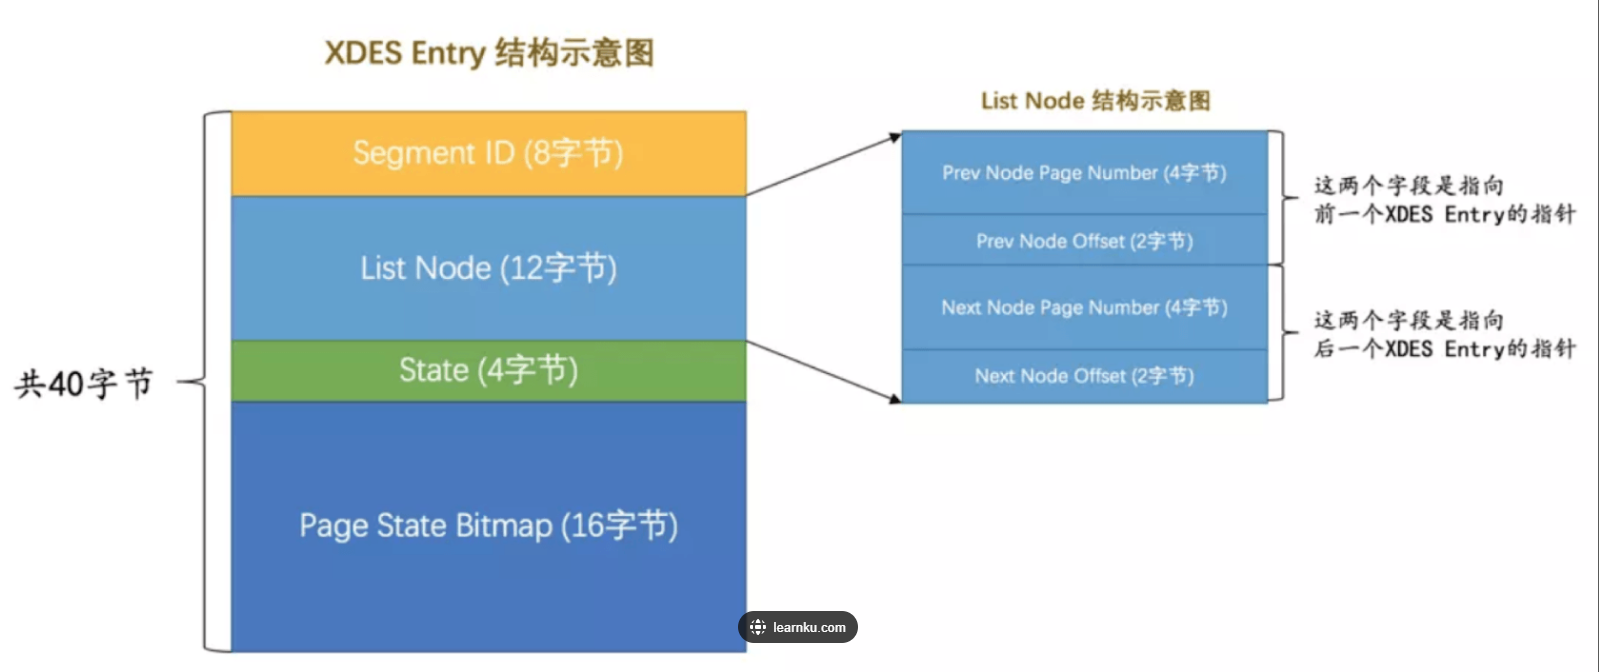 XDES Entry 结构示意图
Segment ID (8字节)
List Node (12字节)
State (4字节)
Page State Bitmap (16字节)
共40字节
List Node 结构示意图
Prev Node Page Number (4字节)
Prev Node Offset (2字节)
Next Node Page Number (4字节)
Next Node Offset (2字节)
这两个字段是指向
前一个XDES Entry的指针
这两个字段是指向
后一个XDES Entry的指针
learnku.com